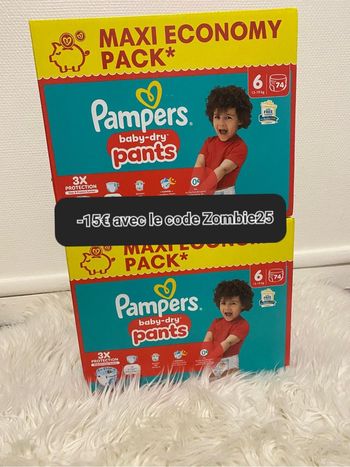 MAXI ECONOMY
PACK*
6
74
Pampers
baby-dry
pants
3X
PROTECTION
-15€ avec le code Zombie25
MAXI ECONOMY
PACK*
6
74
Pampers
baby-dry
pants
3X
PROTECTION